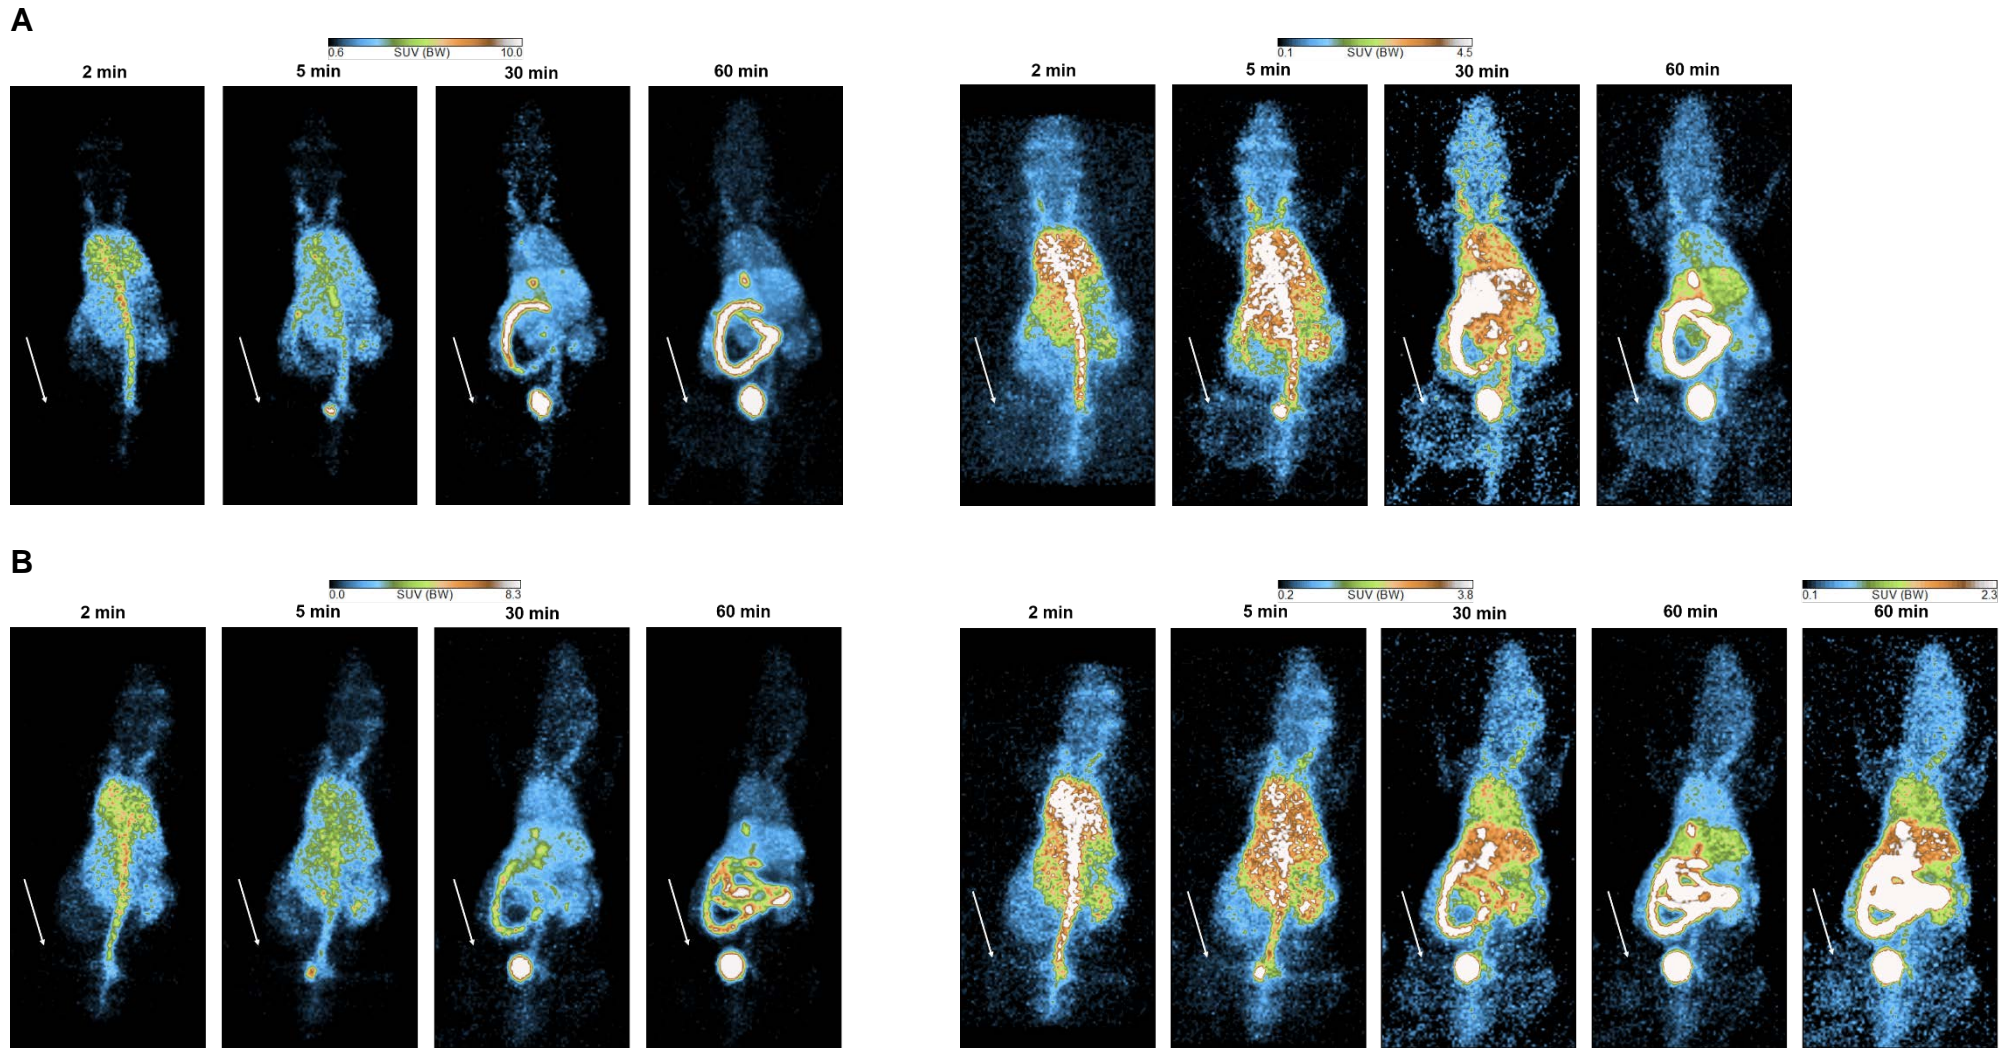 A
0.6 SUV (BW) 10.0
2 min 5 min 30 min 60 min
0.1 SUV (BW) 4.5
2 min 5 min 30 min 60 min
B
0.0 SUV (BW) 8.3
2 min 5 min 30 min 60 min
0.2 SUV (BW) 3.8
0.1 SUV (BW) 2.3
2 min 5 min 30 min 60 min 60 min